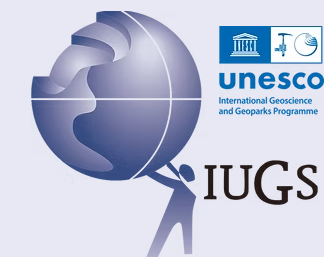 unesco
International Geoscience
and Geoparks Programme
IUGS